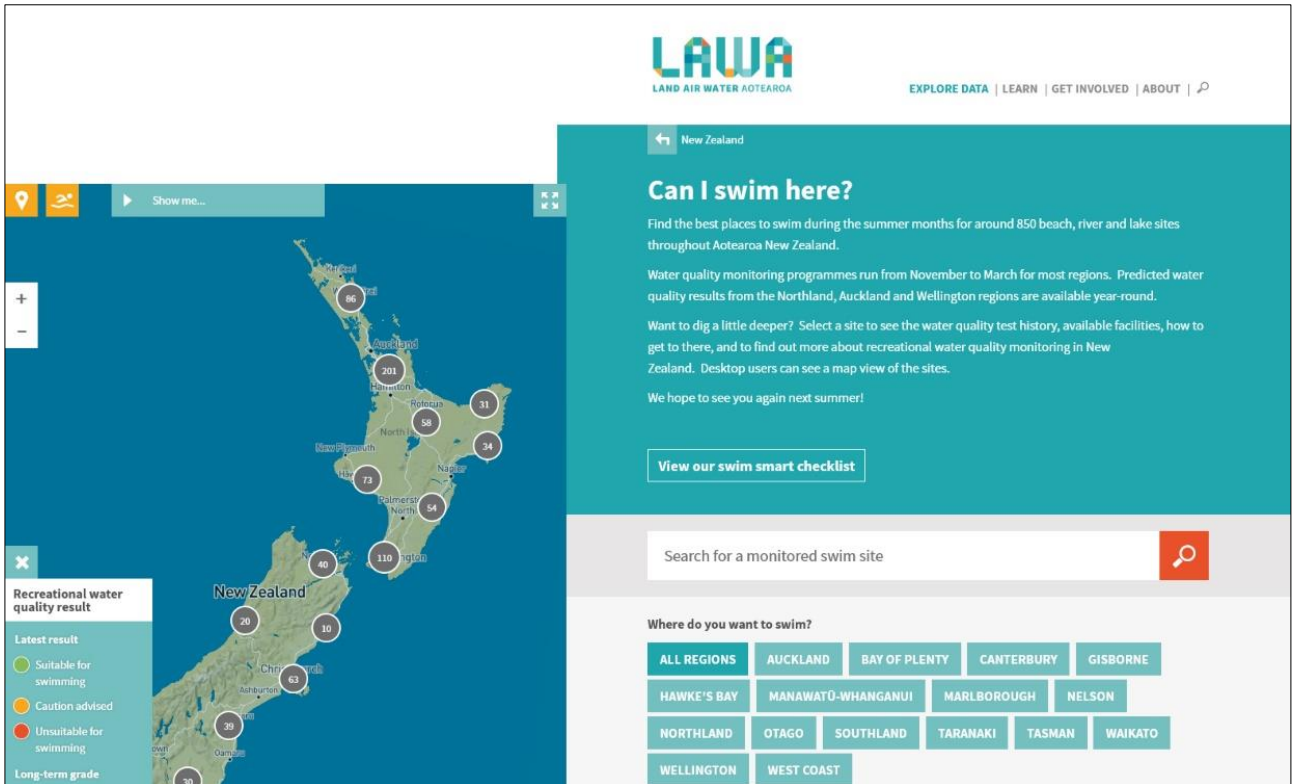 LAWA
LAND AIR WATER AOTEAROA
EXPLORE DATA | LEARN | GET INVOLVED | ABOUT |
New Zealand
Can I swim here?
Find the best places to swim during the summer months for around 850 beach, river and lake sites
throughout Aotearoa New Zealand.
Water quality monitoring programmes run from November to March for most regions. Predicted water
quality results from the Northland, Auckland and Wellington regions are available year-round.
Want to dig a little deeper? Select a site to see the water quality test history, available facilities, how to
get to there, and to find out more about recreational water quality monitoring in New
Zealand. Desktop users can see a map view of the sites.
We hope to see you again next summer!
View our swim smart checklist
Search for a monitored swim site
Where do you want to swim?
ALL REGIONS AUCKLAND BAY OF PLENTY CANTERBURY GISBORNE
HAWKE'S BAY MANAWATŪ-WHANGANUI MARLBOROUGH NELSON
NORTHLAND OTAGO SOUTHLAND TARANAKI TASMAN WAIKATO
WELLINGTON WEST COAST
Show me...
+
−
86
Auckland
201
Hamilton
Rotorua
31
58
North
34
New Plymouth
Napier
73
Palmerst
North
54
110
40
New Zealand
20
10
63
Ashburton
39
Oamaru
30
Recreational water
quality result
Latest result
Suitable for
swimming
Caution advised
Unsuitable for
swimming
Long-term grade